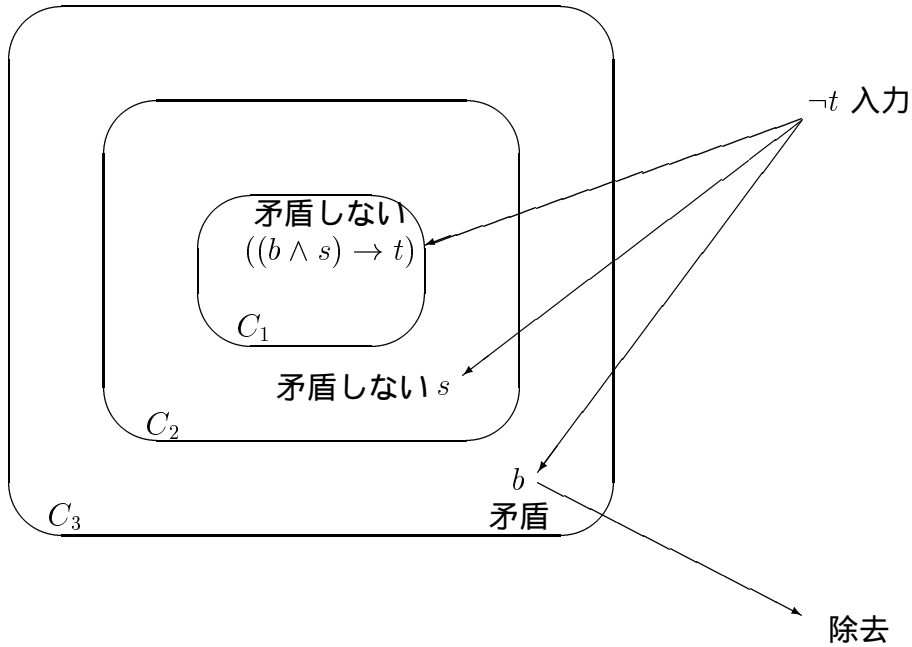 ¬t 入力
矛盾しない
((b ∧ s) → t)
C₁
矛盾しない s
C₂
b
C₃
矛盾
除去